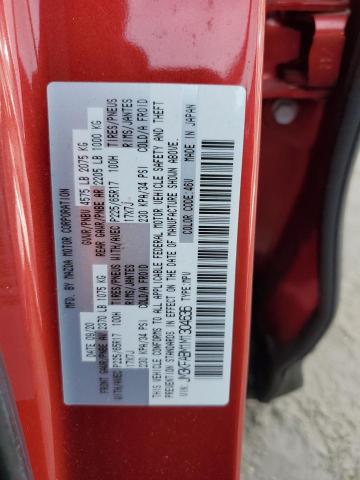 MFD. BY MAZDA MOTOR CORPORATION
DATE 09/20 GVWR/PNBV 4575 LB 2075 KG
FRONT GAWR/PNBE AV 2370 LB 1075 KG REAR GAWR/PNBE AR 2205 LB 1000 KG
TIRES/PNEUS TIRES/PNEUS
WITH/AVEC P225/65R17 100H WITH/AVEC P225/65R17 100H
RIMS/JANTES RIMS/JANTES
17X7J 17X7J
COLD/A FROID COLD/A FROID
230 KPA/34 PSI 230 KPA/34 PSI
THIS VEHICLE CONFORMS TO ALL APPLICABLE FEDERAL MOTOR VEHICLE SAFETY AND THEFT
PREVENTION STANDARDS IN EFFECT ON THE DATE OF MANUFACTURE SHOWN ABOVE.
MADE IN JAPAN
COLOR CODE: 46V
VIN: TYPE: MPV